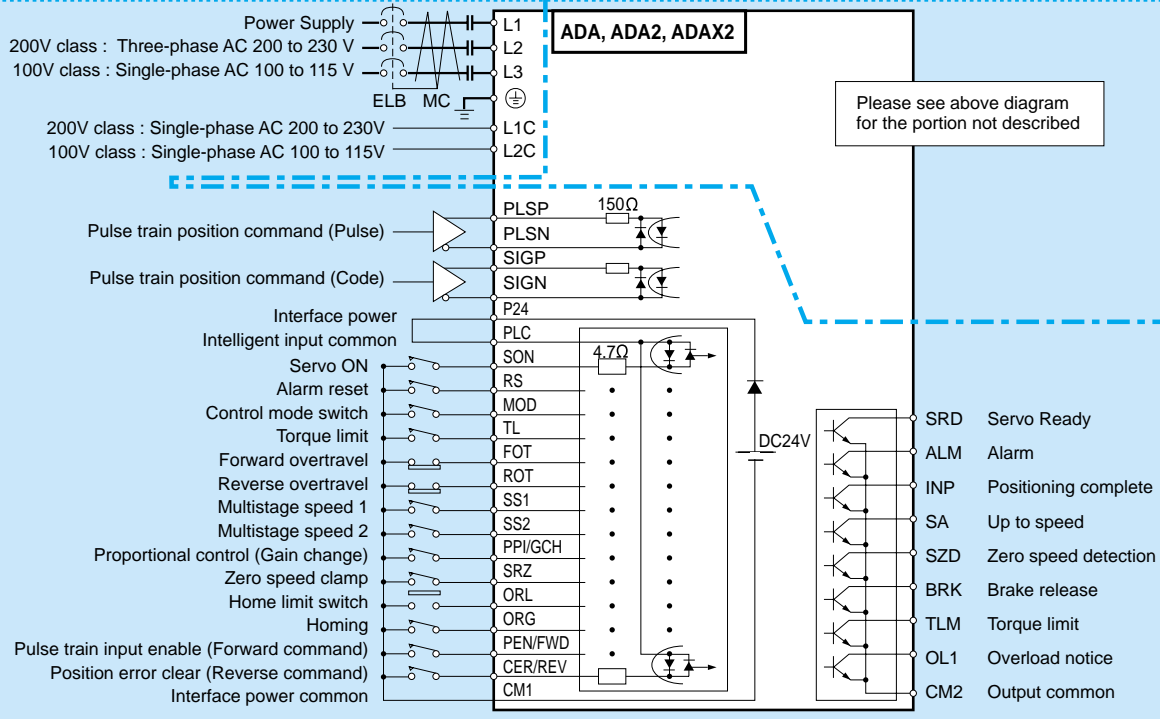 Power Supply
200V class : Three-phase AC 200 to 230 V
100V class : Single-phase AC 100 to 115 V
ELB MC
200V class : Single-phase AC 200 to 230V
100V class : Single-phase AC 100 to 115V
L1
L2
L3
L1C
L2C
ADA, ADA2, ADAX2
Please see above diagram
for the portion not described
Pulse train position command (Pulse)
Pulse train position command (Code)
PLSP
PLSN
SIGP
SIGN
150Ω
Interface power P24
Intelligent input common PLC
Servo ON SON
Alarm reset RS
Control mode switch MOD
Torque limit TL
Forward overtravel FOT
Reverse overtravel ROT
Multistage speed 1 SS1
Multistage speed 2 SS2
Proportional control (Gain change) PPI/GCH
Zero speed clamp SRZ
Home limit switch ORL
Homing ORG
Pulse train input enable (Forward command) PEN/FWD
Position error clear (Reverse command) CER/REV
Interface power common CM1
4.7Ω
DC24V
SRD Servo Ready
ALM Alarm
INP Positioning complete
SA Up to speed
SZD Zero speed detection
BRK Brake release
TLM Torque limit
OL1 Overload notice
CM2 Output common